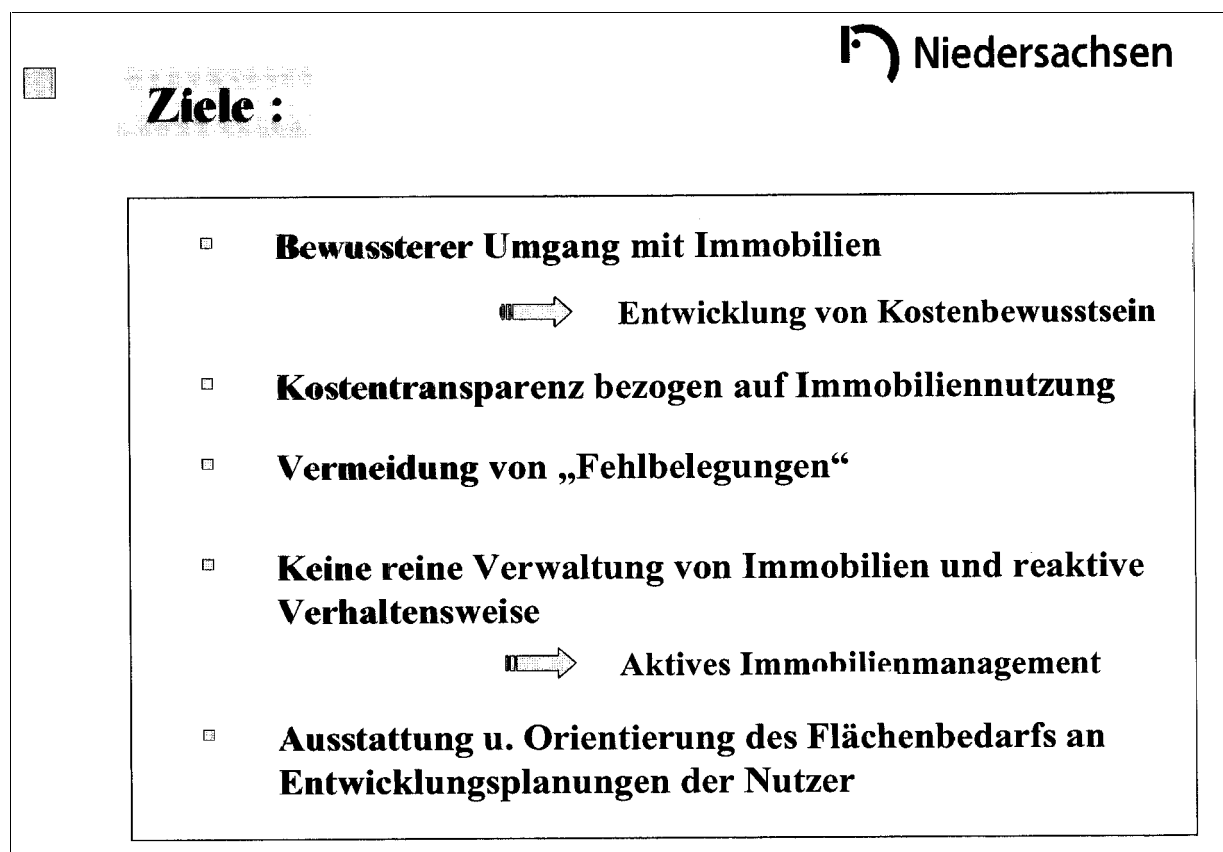 Niedersachsen
Ziele :
Bewussterer Umgang mit Immobilien
Entwicklung von Kostenbewusstsein
Kostentransparenz bezogen auf Immobiliennutzung
Vermeidung von „Fehlbelegungen“
Keine reine Verwaltung von Immobilien und reaktive
Verhaltensweise
Aktives Immobilienmanagement
Ausstattung u. Orientierung des Flächenbedarfs an
Entwicklungsplanungen der Nutzer